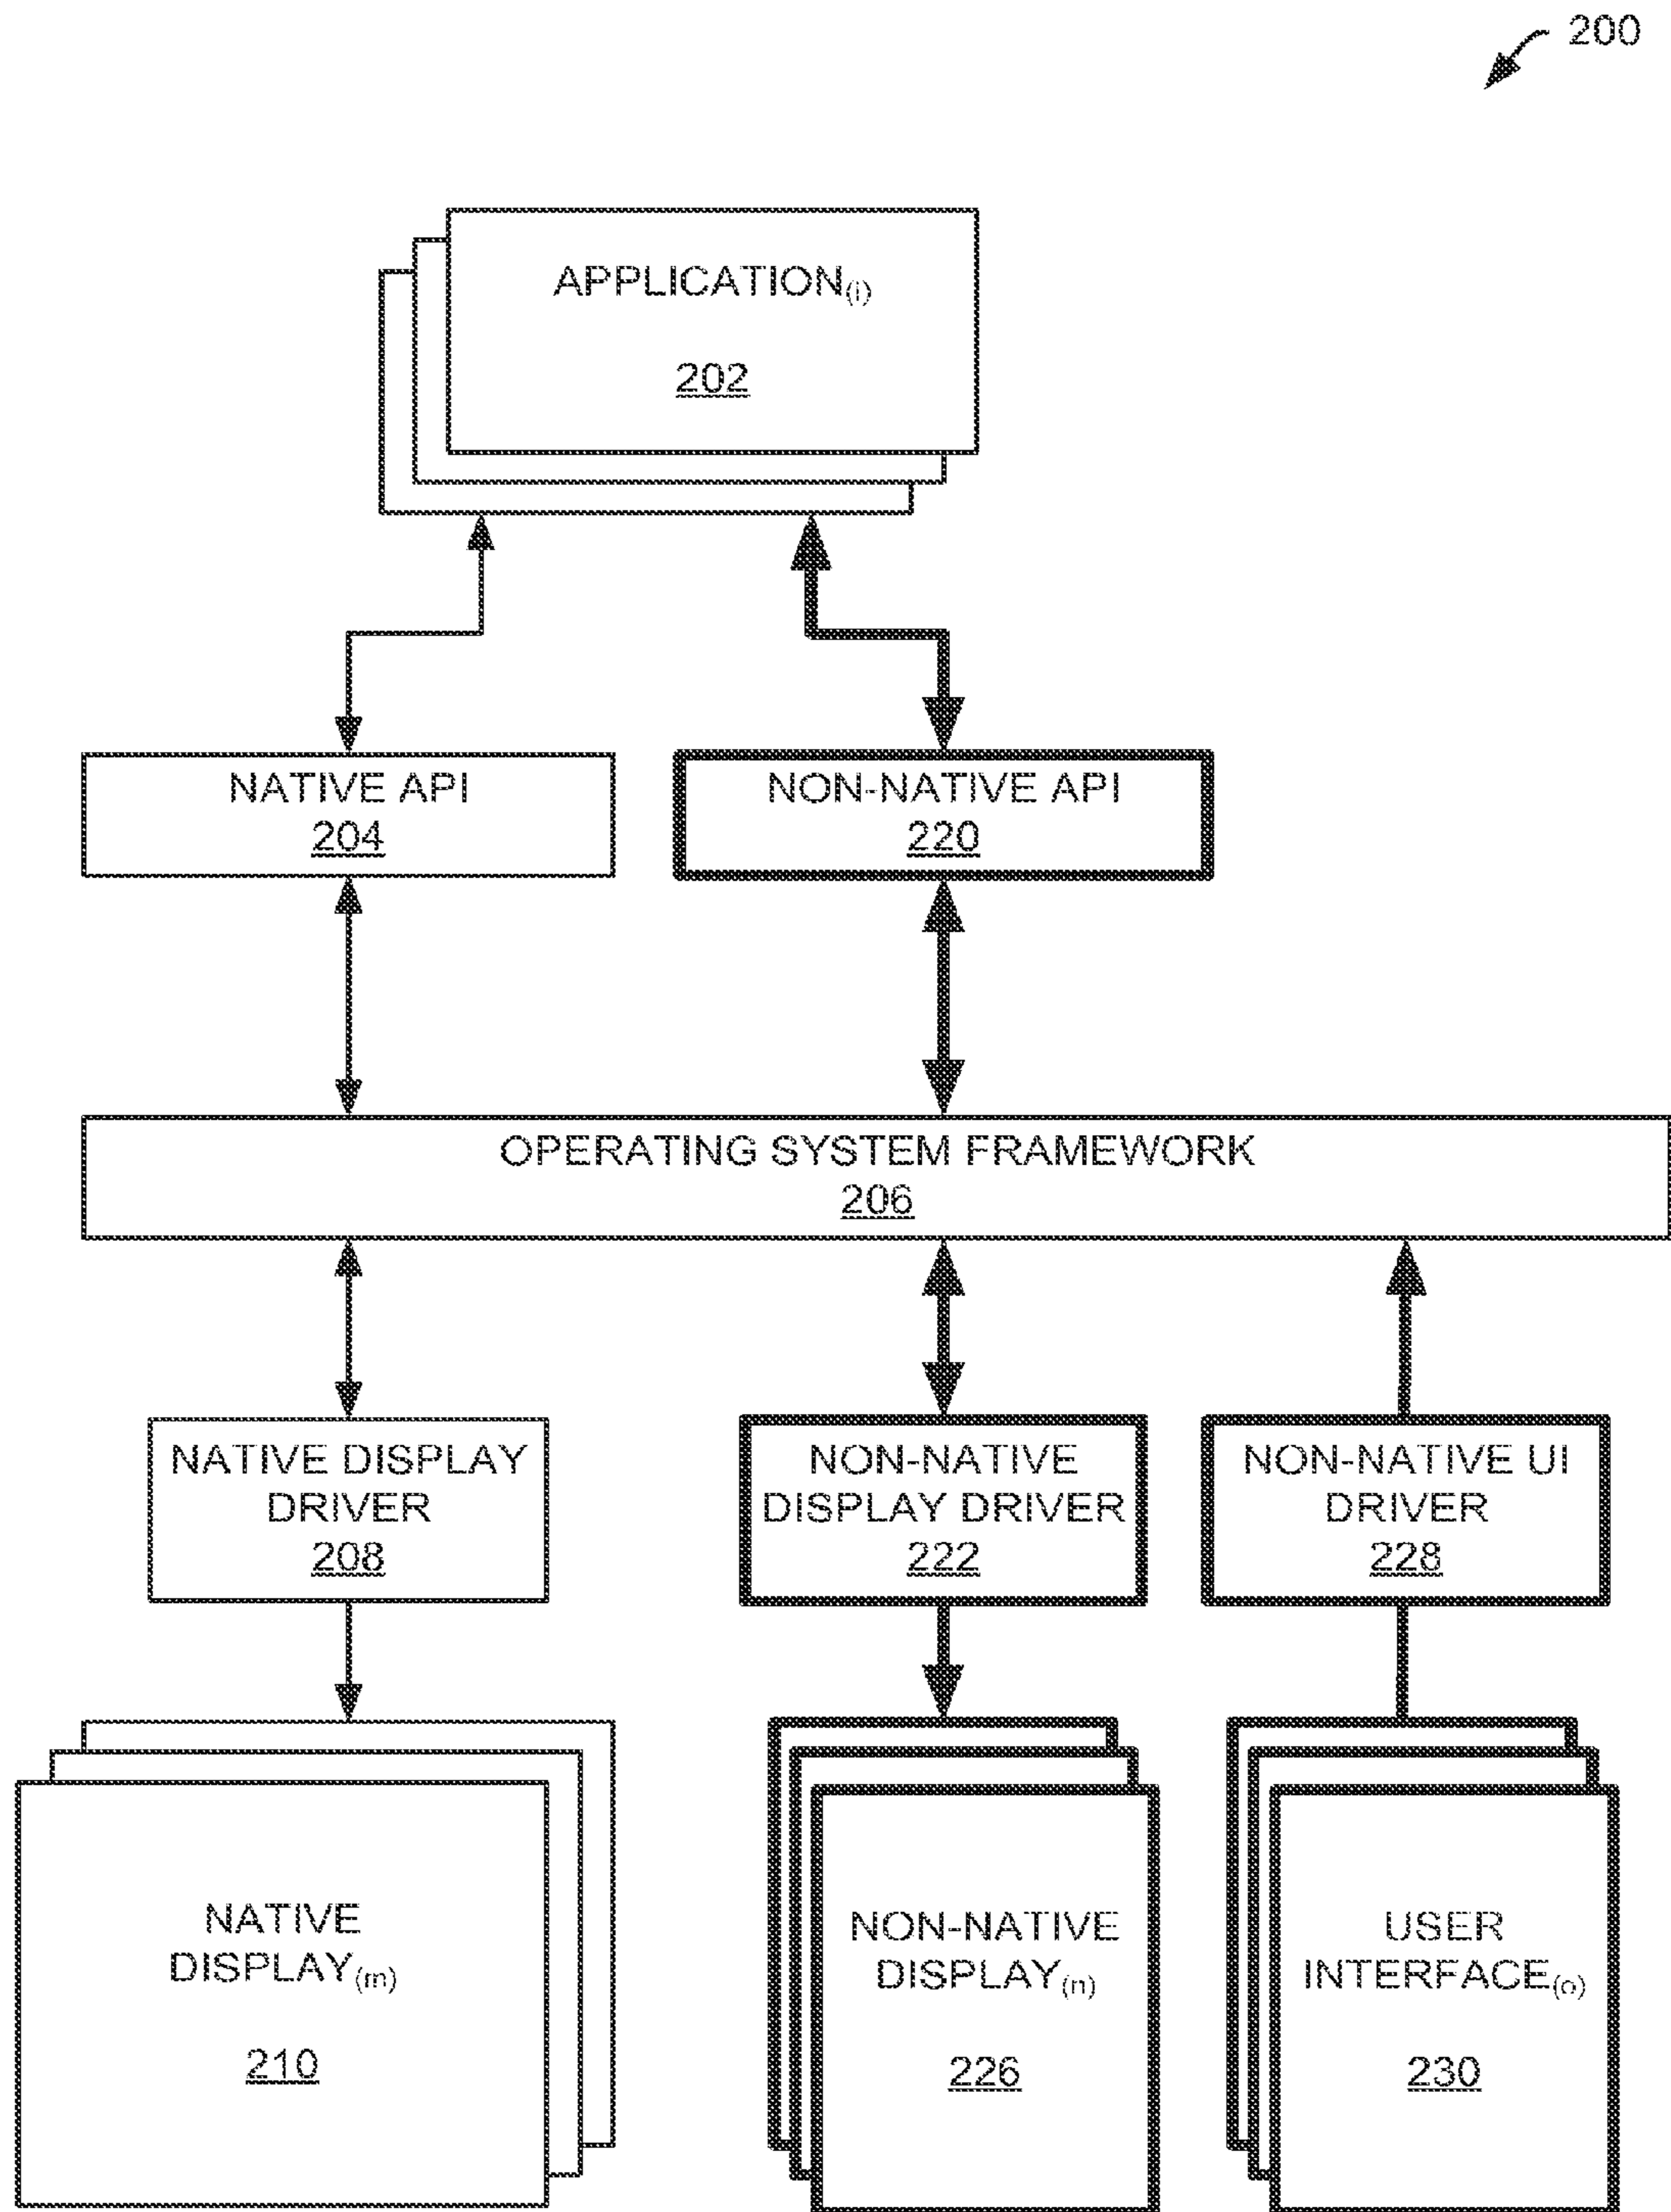 200
APPLICATION(i)
202
NATIVE API
204
NON-NATIVE API
220
OPERATING SYSTEM FRAMEWORK
206
NATIVE DISPLAY
DRIVER
208
NON-NATIVE
DISPLAY DRIVER
222
NON-NATIVE UI
DRIVER
228
NATIVE
DISPLAY(m)
210
NON-NATIVE
DISPLAY(n)
226
USER
INTERFACE(o)
230